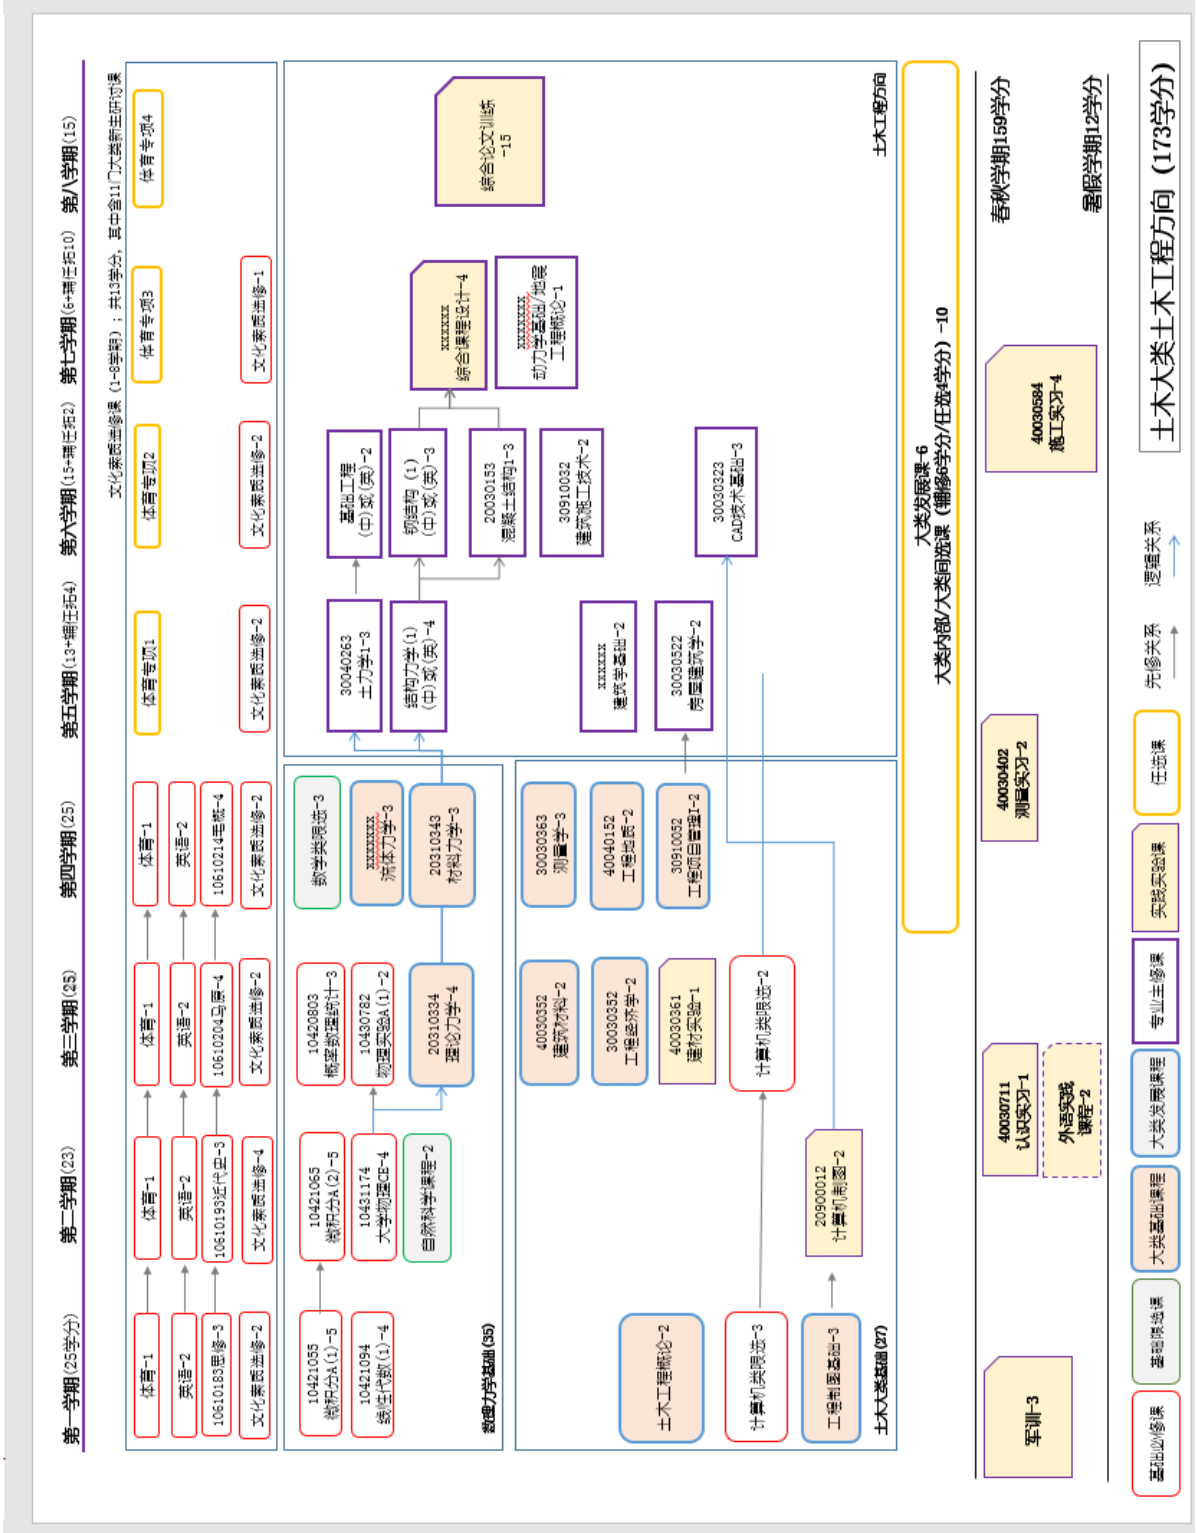 土木大类土木工程方向（173学分）
第一学期(25学分)
第二学期(23)
第三学期(25)
第四学期(25)
第五学期(13+辅任拓4)
第六学期(15+辅任拓2)
第七学期(6+辅任拓10)
第八学期(15)
文化素质选修课（1-8学期）；共13学分，其中含11门大类新生研讨课
体育-1
体育-1
体育-1
体育-1
体育专项1
体育专项2
体育专项3
体育专项4
英语-2
英语-2
英语-2
英语-2
10610183思修-3
10610193近代史-3
10610204马原-4
10610214毛概-4
文化素质选修-2
文化素质选修-4
文化素质选修-2
文化素质选修-2
文化素质选修-2
文化素质选修-2
文化素质选修-1
10421055
微积分A(1)-5
10421065
微积分A(2)-5
10420803
概率数理统计-3
数学类限选-3
10421094
线性代数(1)-4
10431174
大学物理CE-4
10430782
物理实验A(1)-2
xxxxxxxx
流体力学-3
自然科学课程-2
20310334
理论力学-4
20310343
材料力学-3
数理力学基础(35)
30040263
土力学1-3
基础工程
(中)或(英)-2
结构力学(1)
(中)或(英)-4
钢结构 (1)
(中)或(英)-3
20030153
混凝土结构1-3
30910032
建筑施工技术-2
xxxxxx
综合课程设计-4
xxxxxxxx
动力学基础/地震
工程概论-1
综合论文训练
-15
xxxxxx
建筑学基础-2
30030522
房屋建筑学-2
30030323
CAD技术基础-3
土木工程方向
40030352
建筑材料-2
30030363
测量学-3
30030352
工程经济学-2
40040152
工程地质-2
40030361
建材实验-1
30910052
工程项目管理I-2
土木工程概论-2
计算机类限选-3
计算机类限选-2
工程制图基础-3
20900012
计算机制图-2
土木大类基础(27)
大类发展课-6
大类内部/大类间选课（辅修6学分/任选4学分）-10
春秋学期159学分
军训-3
40030711
认识实习-1
外语实践
课程-2
40030402
测量实习-2
40030584
施工实习-4
暑假学期12学分
基础必修课
基础限选课
大类基础课程
大类发展课程
专业主修课
实践实验课
任选课
先修关系
逻辑关系